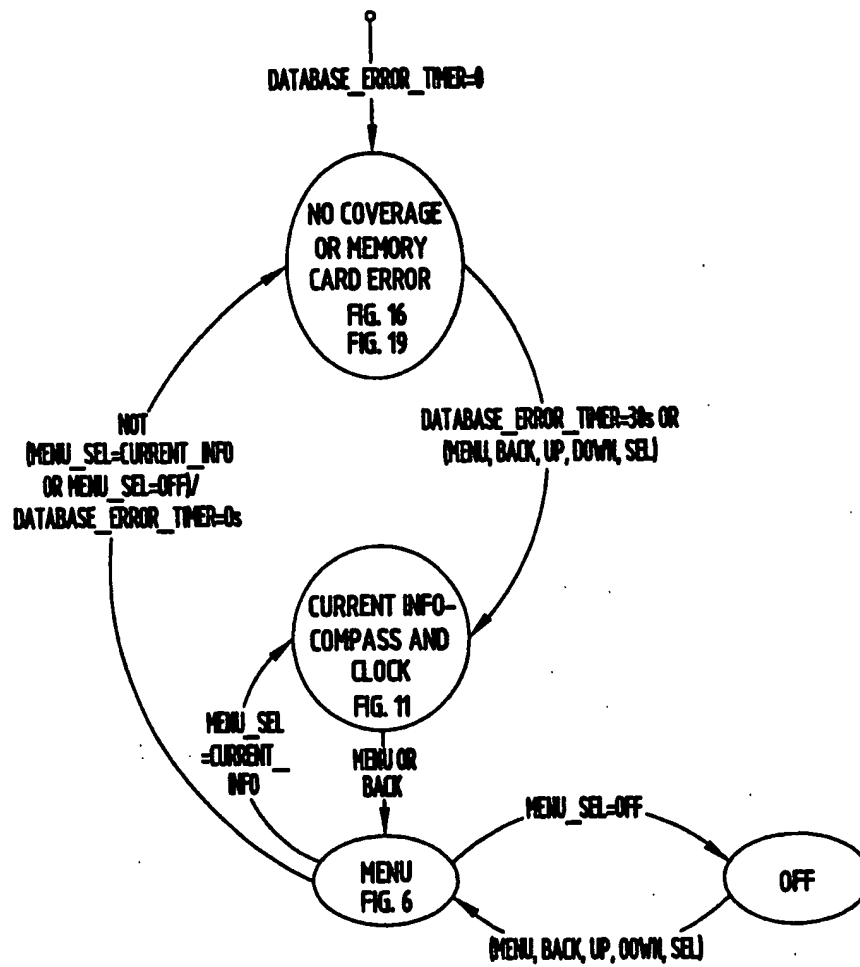 DATABASE_ERROR_TIMER=0
NO COVERAGE
OR MEMORY
CARD ERROR
FIG. 16
FIG. 19
NOT
(MENU_SEL=CURRENT_INFO
OR MENU_SEL=OFF)/
DATABASE_ERROR_TIMER=0s
DATABASE_ERROR_TIMER=30s OR
(MENU, BACK, UP, DOWN, SEL)
CURRENT INFO-
COMPASS AND
CLOCK
FIG. 11
MENU_SEL
=CURRENT_
INFO
MENU OR
BACK
MENU_SEL=OFF
MENU
FIG. 6
OFF
(MENU, BACK, UP, DOWN, SEL)